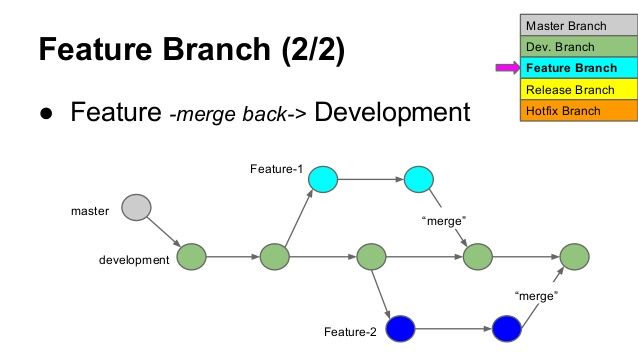 Master Branch
Feature Branch (2/2)
Dev. Branch
Feature Branch
Release Branch
Hotfix Branch
● Feature -merge back-> Development
Feature-1
master
“merge”
development
“merge”
Feature-2